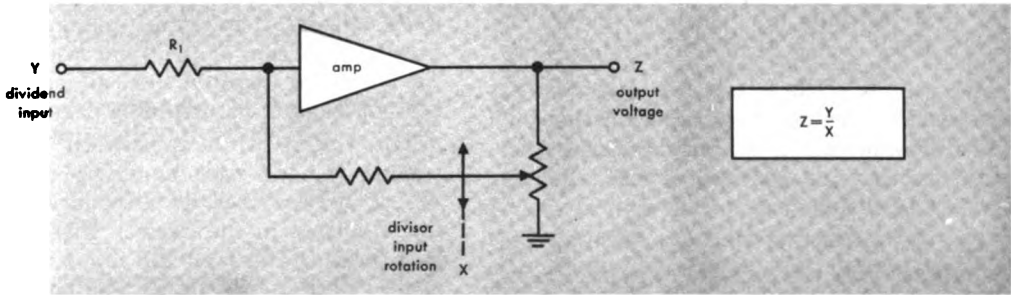 R1
Y
dividend
input
amp
Z
output
voltage
Z = Y/X
divisor
input
rotation
X